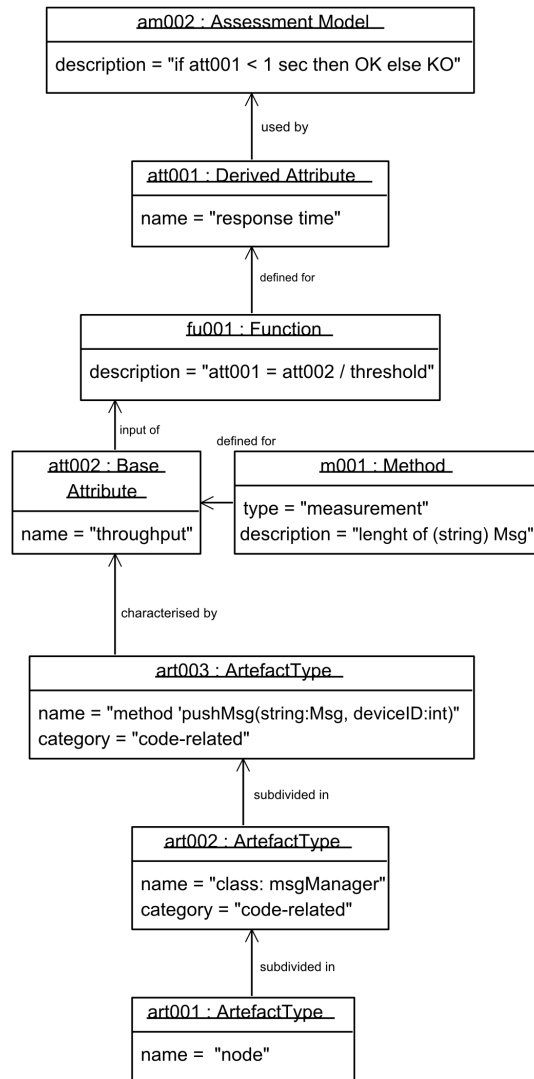 am002 : Assessment Model
description = "if att001 < 1 sec then OK else KO"
used by
att001 : Derived Attribute
name = "response time"
defined for
fu001 : Function
description = "att001 = att002 / threshold"
input of
defined for
att002 : Base
Attribute
name = "throughput"
m001 : Method
type = "measurement"
description = "lenght of (string) Msg"
characterised by
art003 : ArtefactType
name = "method 'pushMsg(string:Msg, deviceID:int)"
category = "code-related"
subdivided in
art002 : ArtefactType
name = "class: msgManager"
category = "code-related"
subdivided in
art001 : ArtefactType
name =  "node"